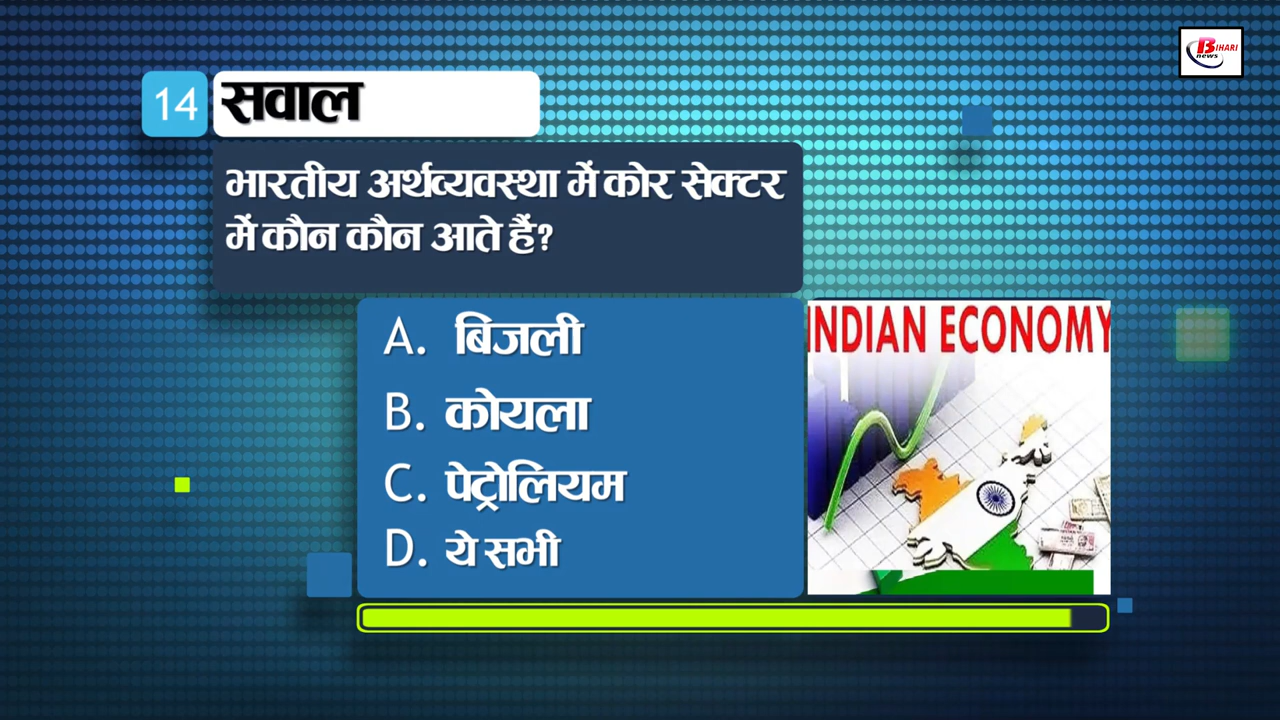 BIHARI
news
14 सवाल
भारतीय अर्थव्यवस्था में कोर सेक्टर
में कौन कौन आते हैं?
A. बिजली
B. कोयला
C. पेट्रोलियम
D. ये सभी
INDIAN ECONOMY